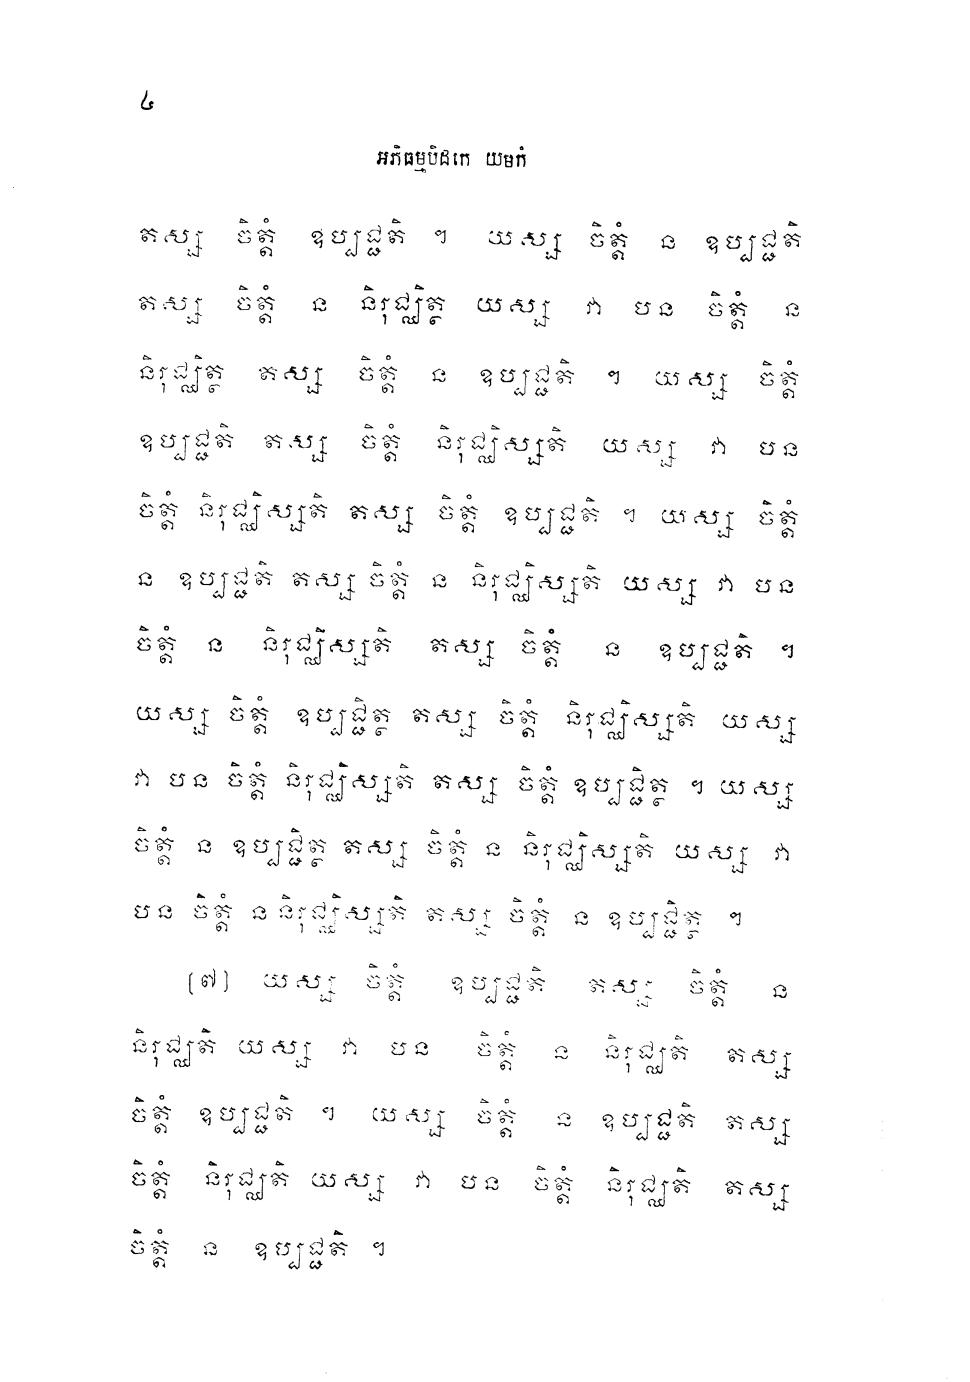 ៤
អភិធម្មបិដកេ យមកំ
តស្ស ចិត្តំ ឧប្បជ្ជតិ ។ យស្ស ចិត្តំ ន ឧប្បជ្ជតិ
តស្ស ចិត្តំ ន និរុជ្ឈិត្ថ យស្ស វា បន ចិត្តំ ន
និរុជ្ឈិត្ថ តស្ស ចិត្តំ ន ឧប្បជ្ជតិ ។ យស្ស ចិត្តំ
ឧប្បជ្ជតិ តស្ស ចិត្តំ និរុជ្ឈិស្សតិ យស្ស វា បន
ចិត្តំ និរុជ្ឈិស្សតិ តស្ស ចិត្តំ ឧប្បជ្ជតិ ។ យស្ស ចិត្តំ
ន ឧប្បជ្ជតិ តស្ស ចិត្តំ ន និរុជ្ឈិស្សតិ យស្ស វា បន
ចិត្តំ ន និរុជ្ឈិស្សតិ តស្ស ចិត្តំ ន ឧប្បជ្ជតិ ។
យស្ស ចិត្តំ ឧប្បជ្ជិត្ថ តស្ស ចិត្តំ និរុជ្ឈិស្សតិ យស្ស
វា បន ចិត្តំ និរុជ្ឈិស្សតិ តស្ស ចិត្តំ ឧប្បជ្ជិត្ថ ។ យស្ស
ចិត្តំ ន ឧប្បជ្ជិត្ថ តស្ស ចិត្តំ ន និរុជ្ឈិស្សតិ យស្ស វា
បន ចិត្តំ ន និរុជ្ឈិស្សតិ តស្ស ចិត្តំ ន ឧប្បជ្ជិត្ថ ។
(៧) យស្ស ចិត្តំ ឧប្បជ្ជតិ តស្ស ចិត្តំ ន
និរុជ្ឈតិ យស្ស វា បន ចិត្តំ ន និរុជ្ឈតិ តស្ស
ចិត្តំ ឧប្បជ្ជតិ ។ យស្ស ចិត្តំ ន ឧប្បជ្ជតិ តស្ស
ចិត្តំ និរុជ្ឈតិ យស្ស វា បន ចិត្តំ និរុជ្ឈតិ តស្ស
ចិត្តំ ន ឧប្បជ្ជតិ ។